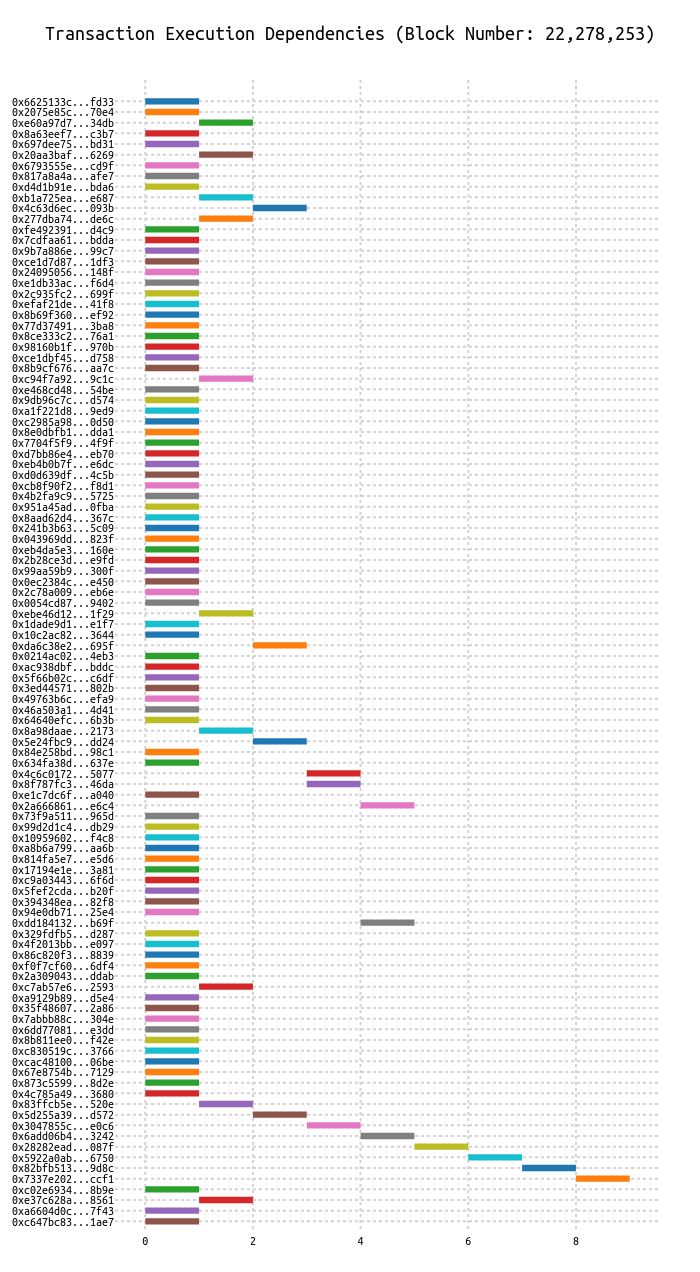 Transaction Execution Dependencies (Block Number: 22,278,253)
0x6625133c...fd33
0x2075e85c...70e4
0xe60a97d7...34db
0x8a63eef7...c3b7
0x697dee75...bd31
0x20aa3baf...6269
0x6793555e...cd9f
0x817a8a4a...afe7
0xd4d1b91e...bda6
0xb1a725ea...e687
0x4c63d6ec...093b
0x277dba74...de6c
0xfe492391...d4c9
0x7cdfaa61...bdda
0x9b7a886e...99c7
0xce1d7d87...1df3
0x24095056...148f
0xe1db33ac...f6d4
0x2c935fc2...699f
0xefaf21de...41f8
0x8b69f360...ef92
0x77d37491...3ba8
0x8ce333c2...76a1
0x98160b1f...970b
0xce1dbf45...d758
0x8b9cf676...aa7c
0xc94f7a92...9c1c
0xe468cd48...54be
0x9db96c7c...d574
0xa1f221d8...9ed9
0xc2985a98...0d50
0x8e0dbfb1...dda1
0x7704f5f9...4f9f
0xd7bb86e4...eb70
0xeb4b0b7f...e6dc
0xd0d639df...4c5b
0xcb8f90f2...f8d1
0x4b2fa9c9...5725
0x951a45ad...0fba
0x8aad62d4...367c
0x241b3b63...5c09
0x043969dd...823f
0xeb4da5e3...160e
0x2b28ce3d...e9fd
0x99aa59b9...300f
0x0ec2384c...e450
0x2c78a009...eb6e
0x0054cd87...9402
0xebe46d12...1f29
0x1dade9d1...e1f7
0x10c2ac82...3644
0xda6c38e2...695f
0x0214ac02...4eb3
0xac938dbf...bddc
0x5f66b02c...c6df
0x3ed44571...802b
0x49763b6c...efa9
0x46a503a1...4d41
0x64640efc...6b3b
0x8a98daae...2173
0x5e24fbc9...dd24
0x84e258bd...98c1
0x634fa38d...637e
0x4c6c0172...5077
0x8f787fc3...46da
0xe1c7dc6f...a040
0x2a666861...e6c4
0x73f9a511...965d
0x99d2d1c4...db29
0x10959602...f4c8
0xa8b6a799...aa6b
0x814fa5e7...e5d6
0x17194e1e...3a81
0xc9a03443...6f6d
0x5fef2cda...b20f
0x394348ea...82f8
0x94e0db71...25e4
0xdd184132...b69f
0x329fdfb5...d287
0x4f2013bb...e097
0x86c820f3...8839
0xf0f7cf60...6df4
0x2a309043...ddab
0xc7ab57e6...2593
0xa9129b89...d5e4
0x35f48607...2a86
0x7abbb88c...304e
0x6dd77081...e3dd
0x8b811ee0...f42e
0xc830519c...3766
0xcac48100...06be
0x67e8754b...7129
0x873c5599...8d2e
0x4c785a49...3680
0x83ffcb5e...520e
0x5d255a39...d572
0x3047855c...e0c6
0x6add06b4...3242
0x28282ead...087f
0x5922a0ab...6750
0x82bfb513...9d8c
0x7337e202...ccf1
0xc02e6934...8b9e
0xe37c628a...8561
0xa6604d0c...7f43
0xc647bc83...1ae7
0 2 4 6 8